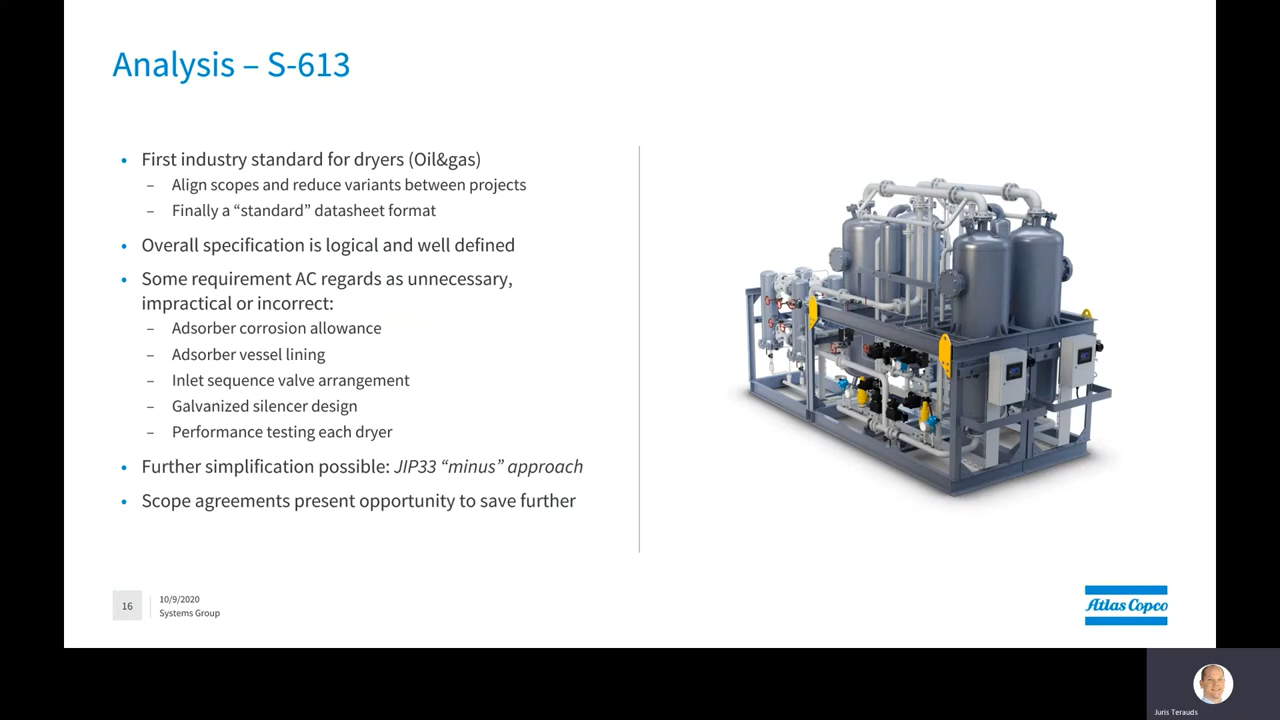 Analysis – S-613
• First industry standard for dryers (Oil&gas)
– Align scopes and reduce variants between projects
– Finally a “standard” datasheet format
• Overall specification is logical and well defined
• Some requirement AC regards as unnecessary,
impractical or incorrect:
– Adsorber corrosion allowance
– Adsorber vessel lining
– Inlet sequence valve arrangement
– Galvanized silencer design
– Performance testing each dryer
• Further simplification possible: JIP33 “minus” approach
• Scope agreements present opportunity to save further
16
10/9/2020
Systems Group
Atlas Copco
Juris Terauds